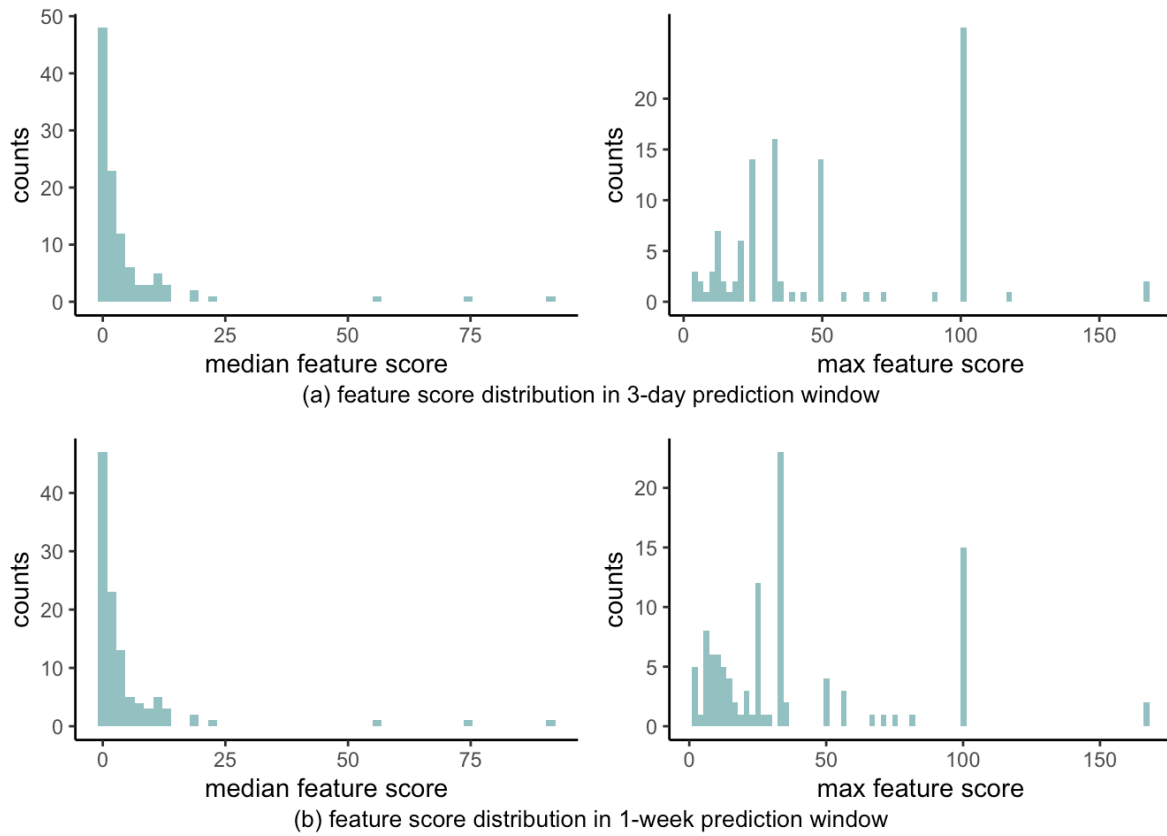 50
40
30
20
10
0
counts
0 25 50 75
median feature score
20
15
10
5
0
counts
0 50 100 150
max feature score
(a) feature score distribution in 3-day prediction window
40
30
20
10
0
counts
0 25 50 75
median feature score
20
15
10
5
0
counts
0 50 100 150
max feature score
(b) feature score distribution in 1-week prediction window